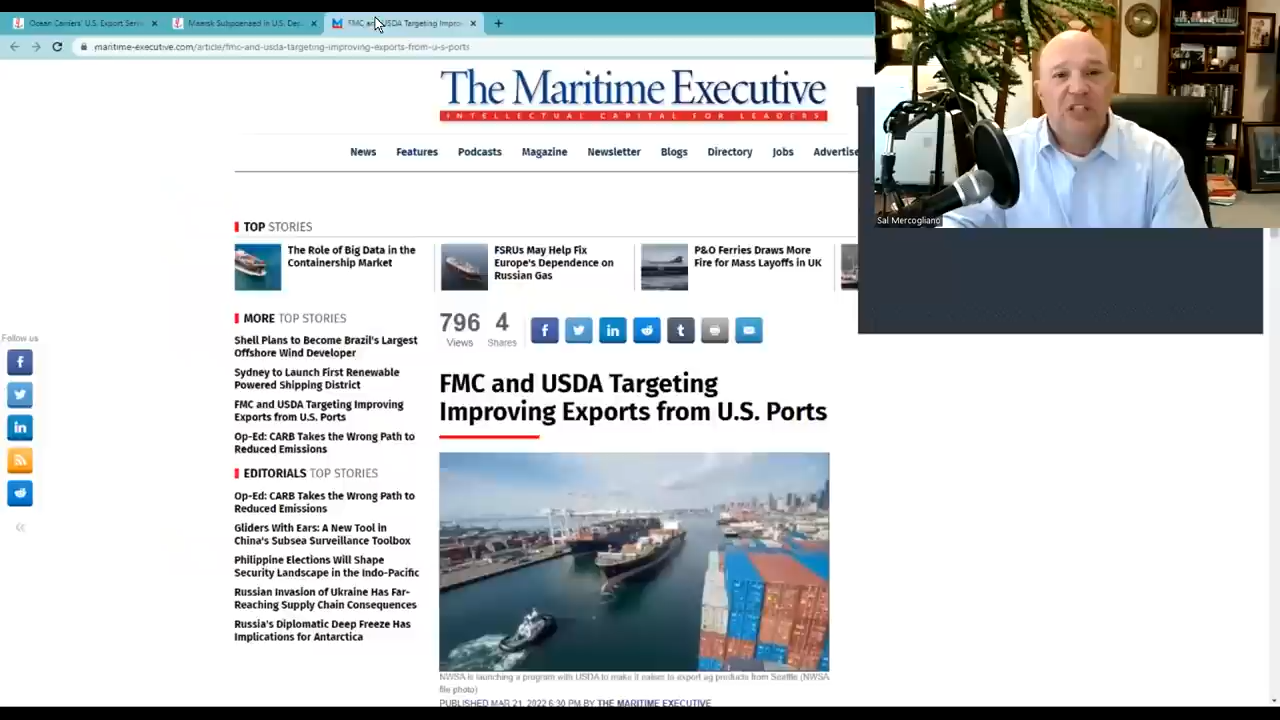 Ocean Carriers' U.S. Export Servi
Maersk Subpoenaed in U.S. Dec
FMC and USDA Targeting Impro
maritime-executive.com/article/fmc-and-usda-targeting-improving-exports-from-u-s-ports
The Maritime Executive
INTELLECTUAL CAPITAL FOR LEADERS
News
Features
Podcasts
Magazine
Newsletter
Blogs
Directory
Jobs
Advertise
Sal Mercogliano
TOP STORIES
The Role of Big Data in the
Containership Market
FSRUs May Help Fix
Europe's Dependence on
Russian Gas
P&O Ferries Draws More
Fire for Mass Layoffs in UK
Follow us
MORE TOP STORIES
Shell Plans to Become Brazil's Largest
Offshore Wind Developer
Sydney to Launch First Renewable
Powered Shipping District
FMC and USDA Targeting Improving
Exports from U.S. Ports
Op-Ed: CARB Takes the Wrong Path to
Reduced Emissions
EDITORIALS TOP STORIES
Op-Ed: CARB Takes the Wrong Path to
Reduced Emissions
Gliders With Ears: A New Tool in
China's Subsea Surveillance Toolbox
Philippine Elections Will Shape
Security Landscape in the Indo-Pacific
Russian Invasion of Ukraine Has Far-
Reaching Supply Chain Consequences
Russia's Diplomatic Deep Freeze Has
Implications for Antarctica
796 4
Views Shares
FMC and USDA Targeting
Improving Exports from U.S. Ports
NWSA is launching a program with USDA to make it eaises to export ag products from Seattle (NWSA
file photo)
PUBLISHED MAR 21, 2022 6:30 PM BY THE MARITIME EXECUTIVE